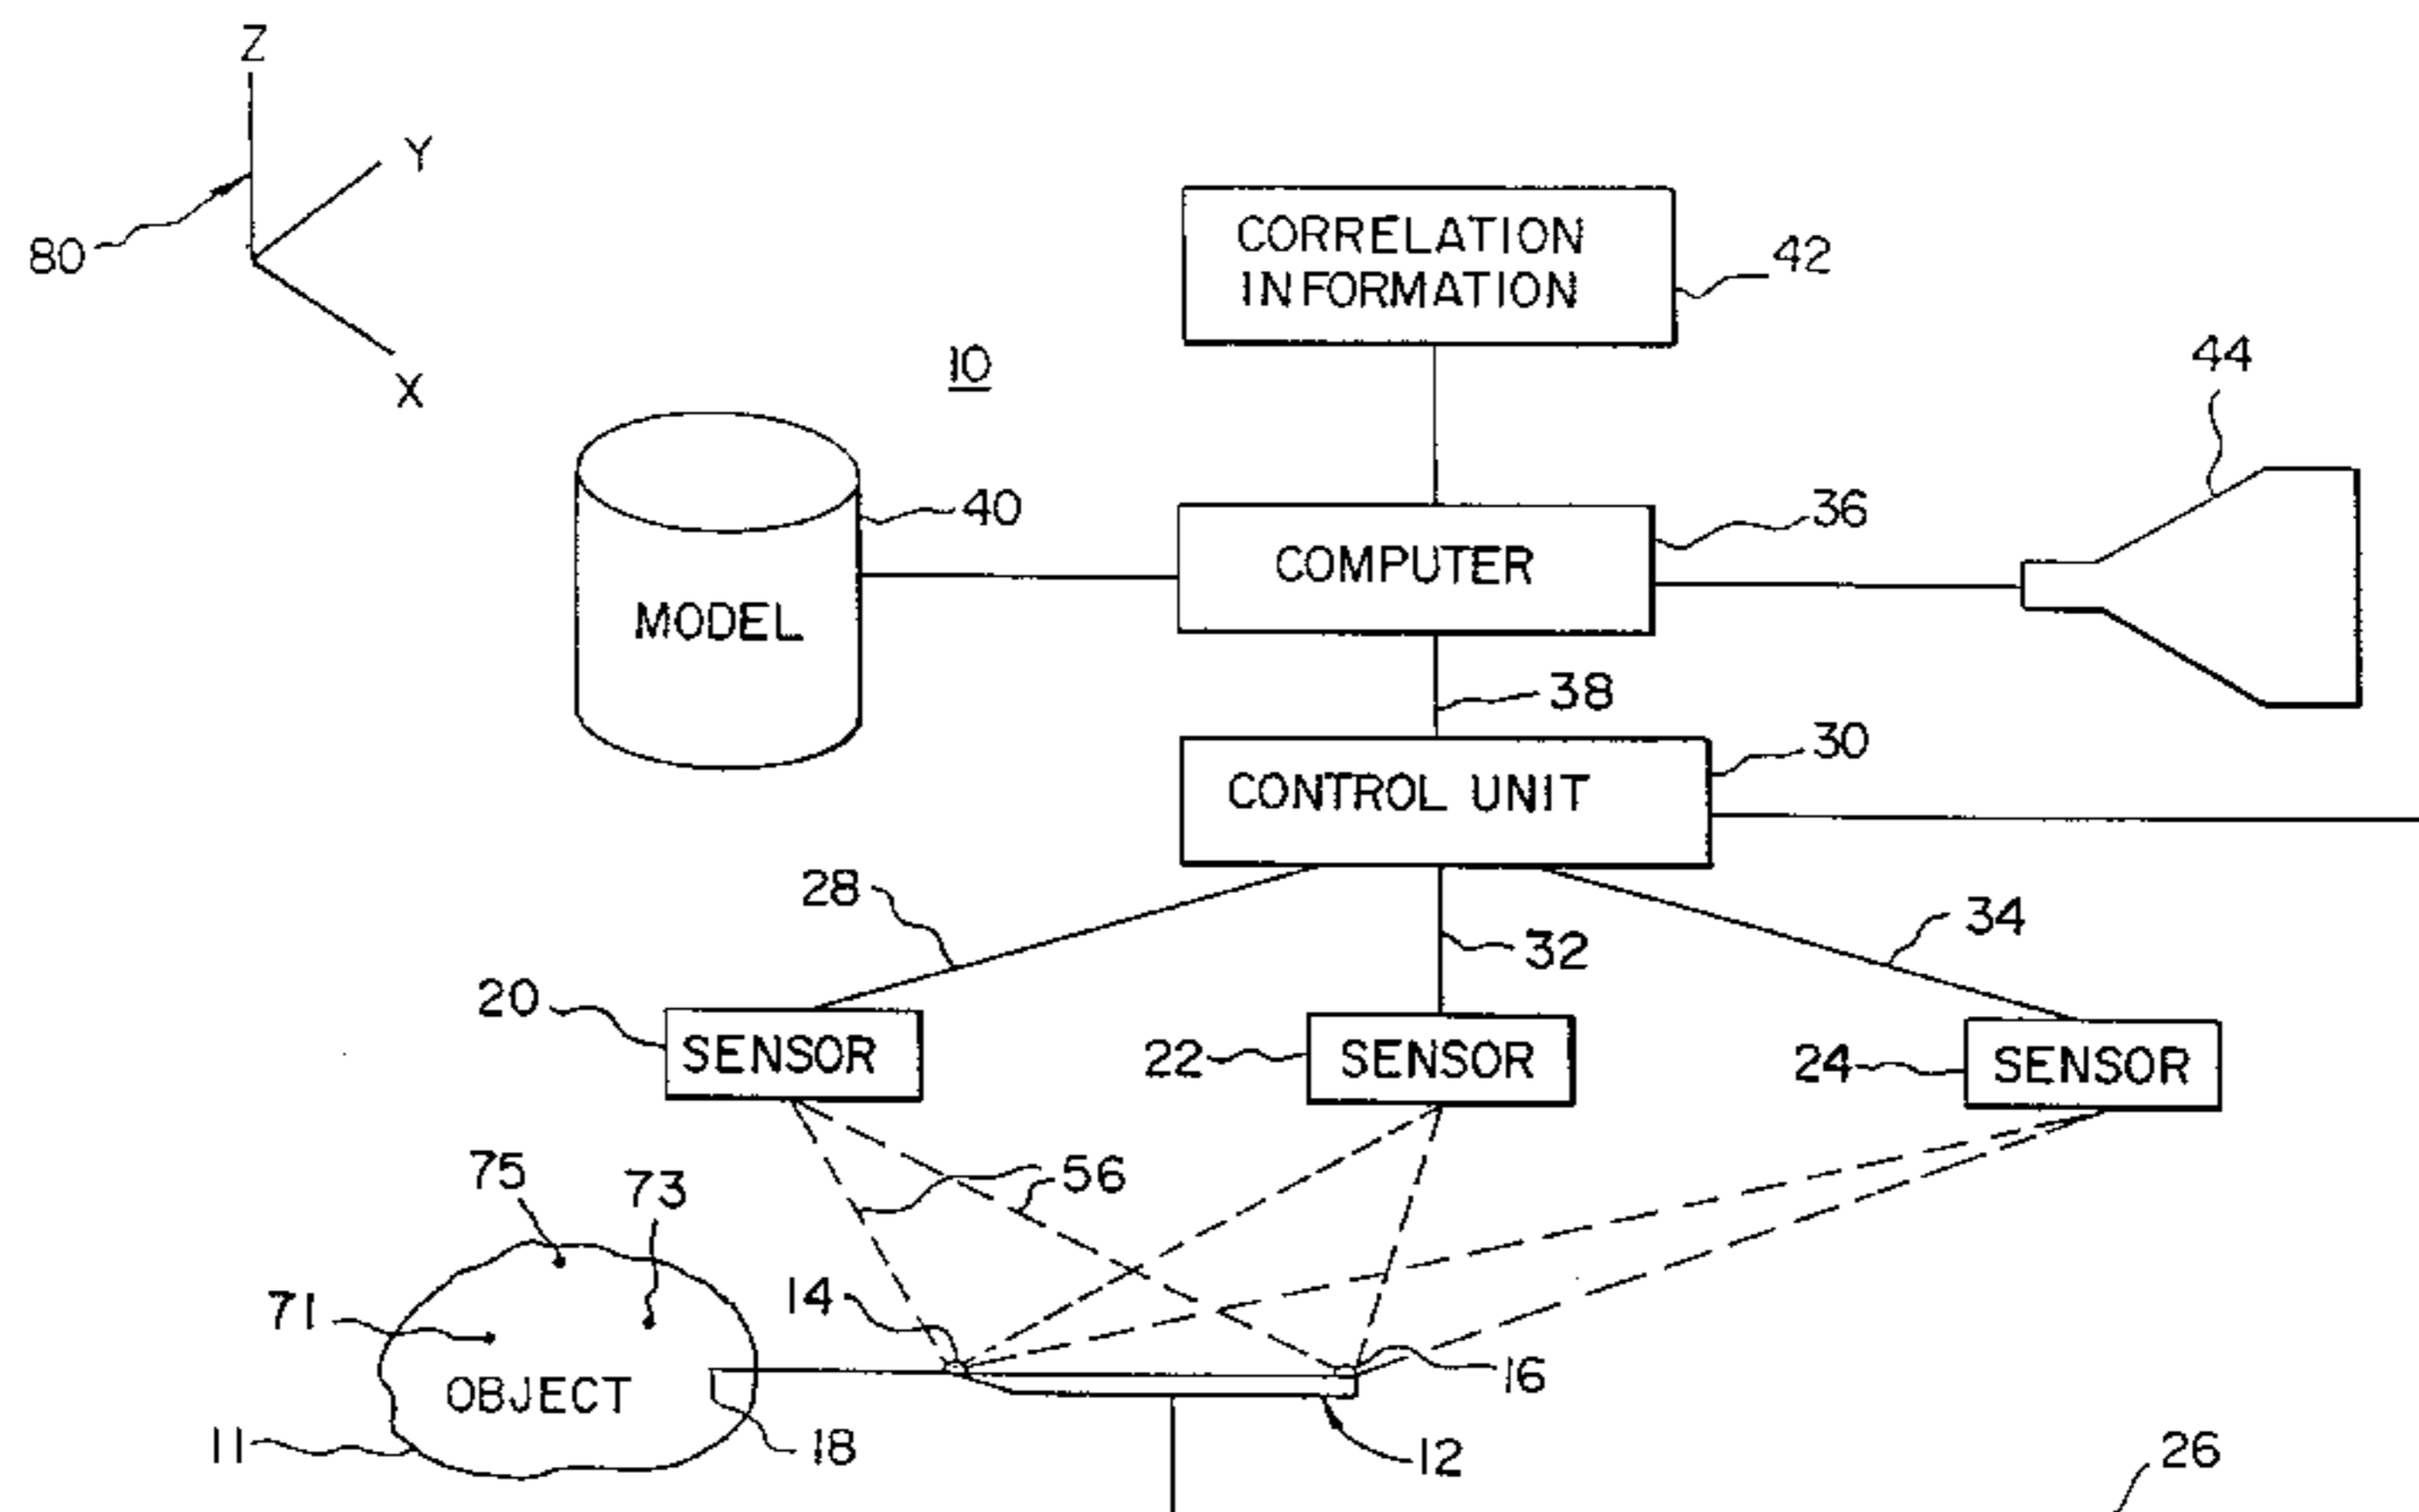 Z
Y
80
X
CORRELATION
INFORMATION
42
10
44
40
36
COMPUTER
MODEL
38
30
CONTROL UNIT
28
34
32
20
SENSOR
22
SENSOR
24
SENSOR
75
73
56
14
71
16
OBJECT
11
18
12
26